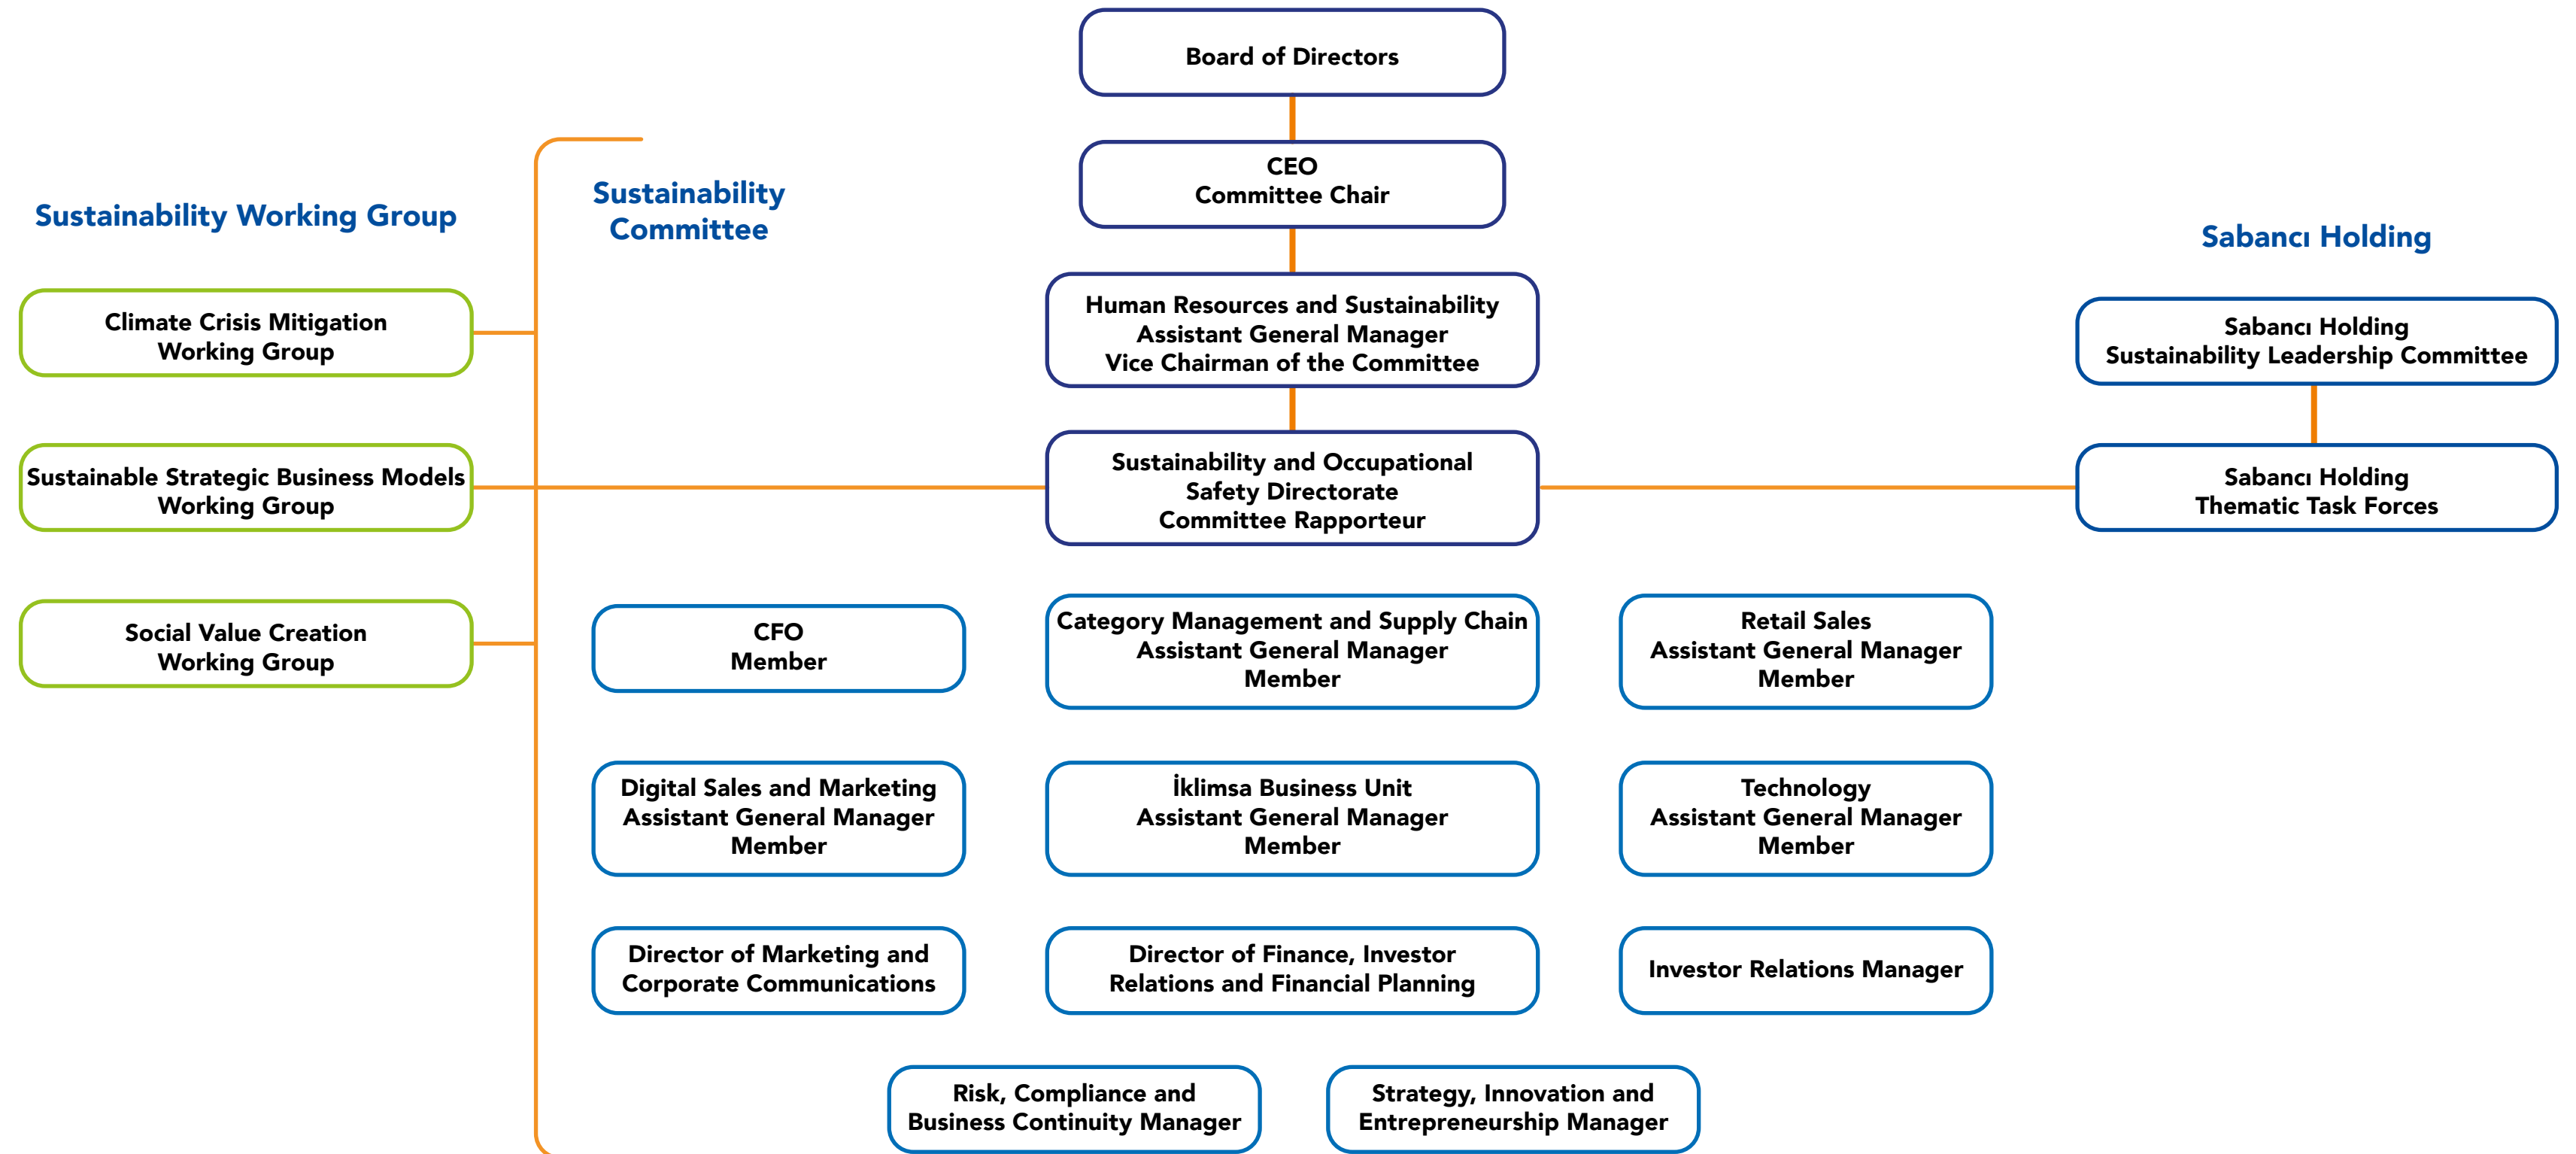 Board of Directors
CEO
Committee Chair
Sustainability
Committee
Sustainability Working Group
Sabancı Holding
Human Resources and Sustainability
Assistant General Manager
Vice Chairman of the Committee
Climate Crisis Mitigation
Working Group
Sabancı Holding
Sustainability Leadership Committee
Sustainable Strategic Business Models
Working Group
Sustainability and Occupational
Safety Directorate
Committee Rapporteur
Sabancı Holding
Thematic Task Forces
Social Value Creation
Working Group
CFO
Member
Category Management and Supply Chain
Assistant General Manager
Member
Retail Sales
Assistant General Manager
Member
Digital Sales and Marketing
Assistant General Manager
Member
İklimsa Business Unit
Assistant General Manager
Member
Technology
Assistant General Manager
Member
Director of Marketing and
Corporate Communications
Director of Finance, Investor
Relations and Financial Planning
Investor Relations Manager
Risk, Compliance and
Business Continuity Manager
Strategy, Innovation and
Entrepreneurship Manager